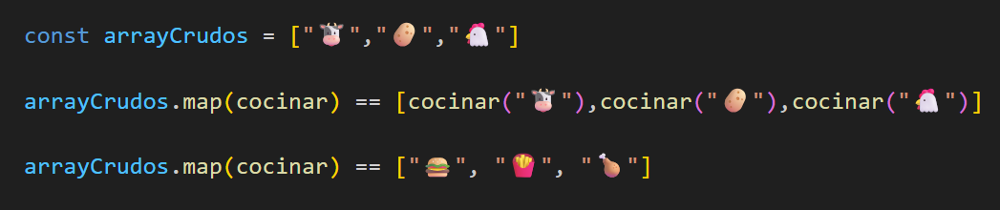 const arrayCrudos = ["🐮","🥔","🐔"]
arrayCrudos.map(cocinar) == [cocinar("🐮"),cocinar("🥔"),cocinar("🐔")]
arrayCrudos.map(cocinar) == ["🍔", "🍟", "🍗"]